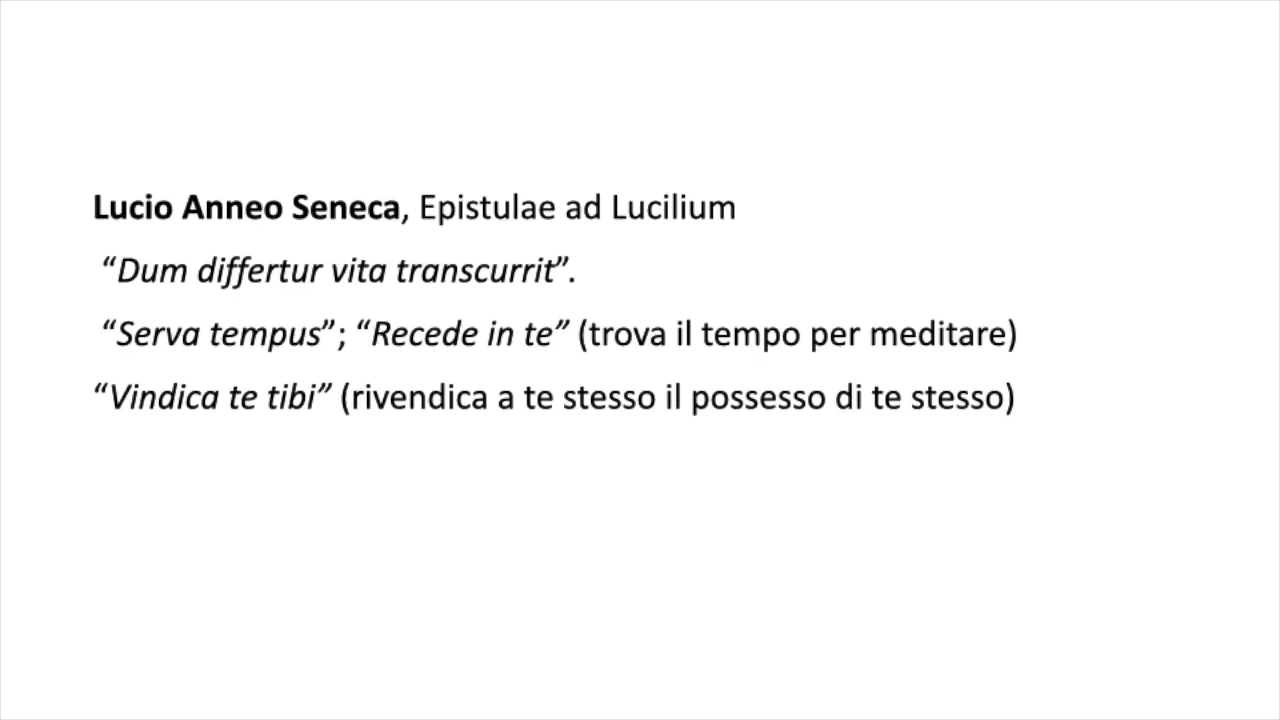 Lucio Anneo Seneca, Epistulae ad Lucilium
“Dum differtur vita transcurrit”.
“Serva tempus”; “Recede in te” (trova il tempo per meditare)
“Vindica te tibi” (rivendica a te stesso il possesso di te stesso)